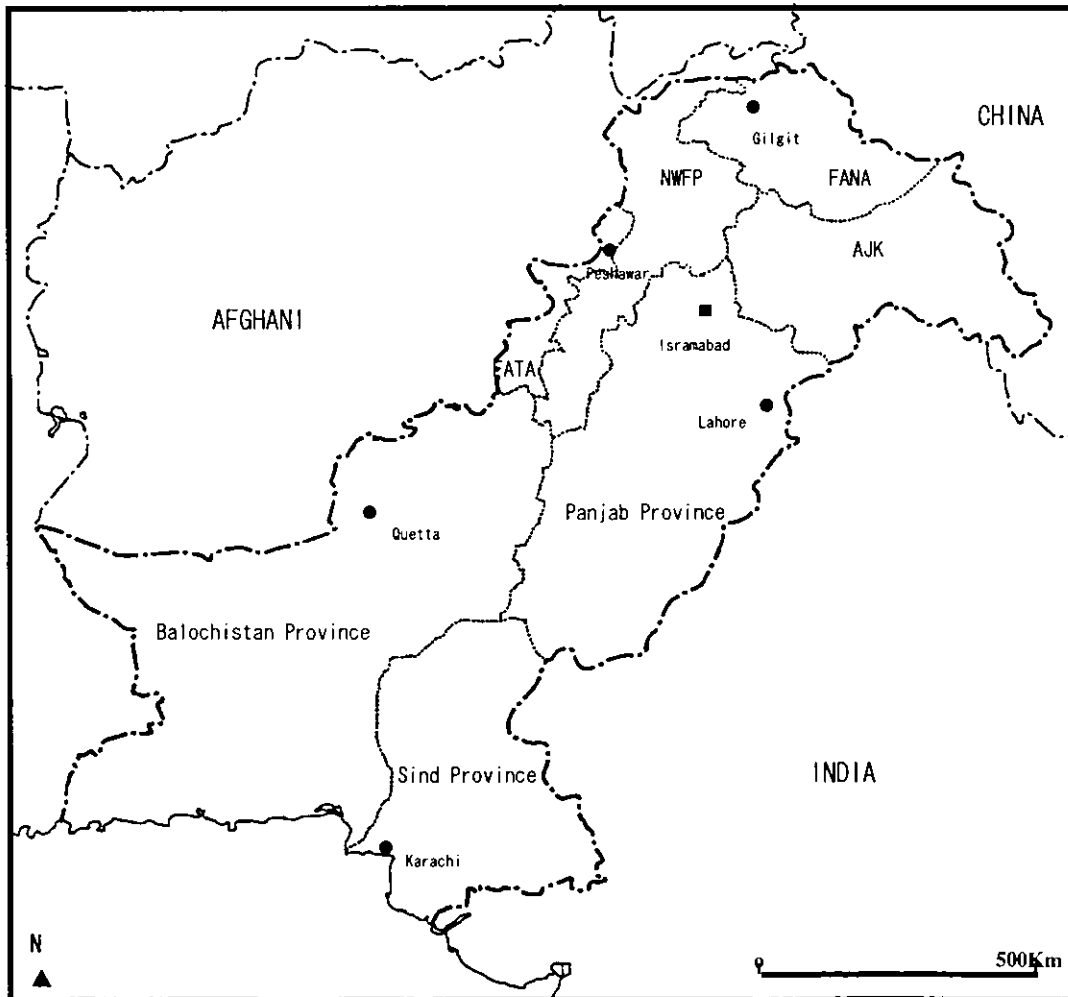 CHINA
Gilgit
NWFP
FANA
AJK
Peshawar
AFGHANI
Isramabad
FATA
Lahore
Quetta
Panjab Province
Balochistan Province
Sind Province
INDIA
Karachi
N
0
500Km